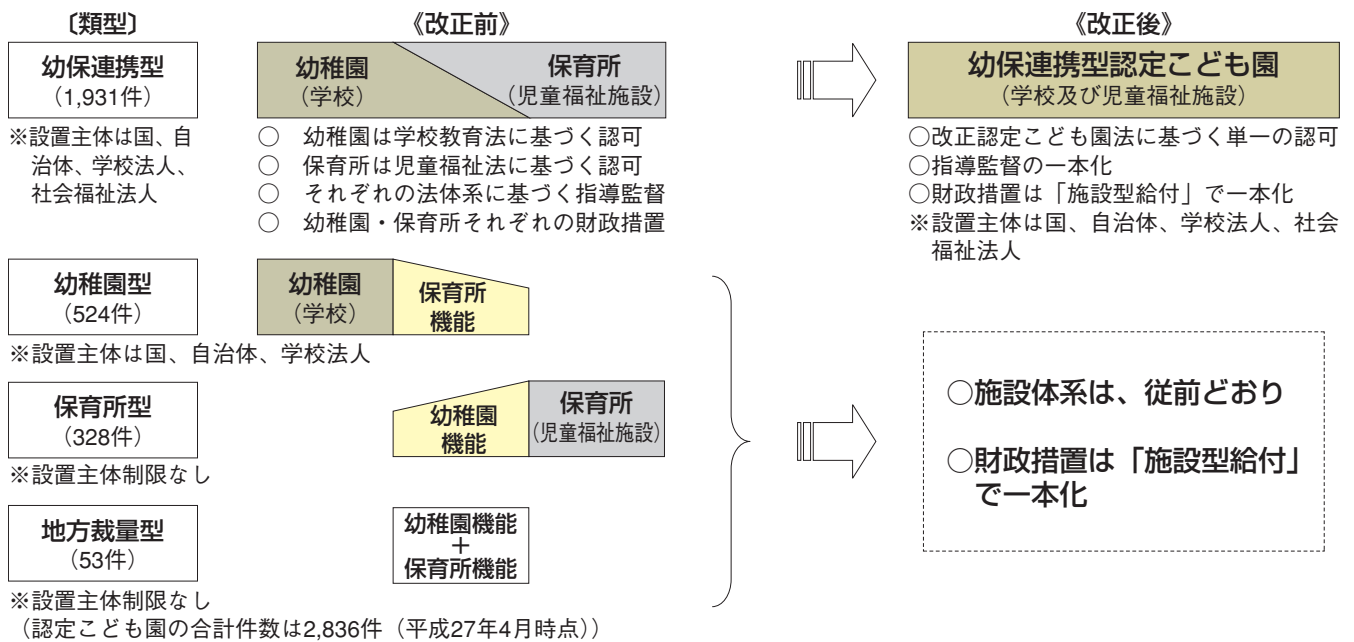 〔類型〕
《改正前》
《改正後》
幼保連携型
(1,931件)
※設置主体は国、自
治体、学校法人、
社会福祉法人
幼稚園
(学校)
保育所
(児童福祉施設)
○　幼稚園は学校教育法に基づく認可
○　保育所は児童福祉法に基づく認可
○　それぞれの法体系に基づく指導監督
○　幼稚園・保育所それぞれの財政措置
幼保連携型認定こども園
(学校及び児童福祉施設)
○改正認定こども園法に基づく単一の認可
○指導監督の一本化
○財政措置は「施設型給付」で一本化
※設置主体は国、自治体、学校法人、社会
福祉法人
幼稚園型
(524件)
※設置主体は国、自治体、学校法人
幼稚園
(学校)
保育所
機能
保育所型
(328件)
※設置主体制限なし
幼稚園
機能
保育所
(児童福祉施設)
地方裁量型
(53件)
※設置主体制限なし
幼稚園機能
＋
保育所機能
○施設体系は、従前どおり
○財政措置は「施設型給付」
で一本化
(認定こども園の合計件数は2,836件（平成27年4月時点）)